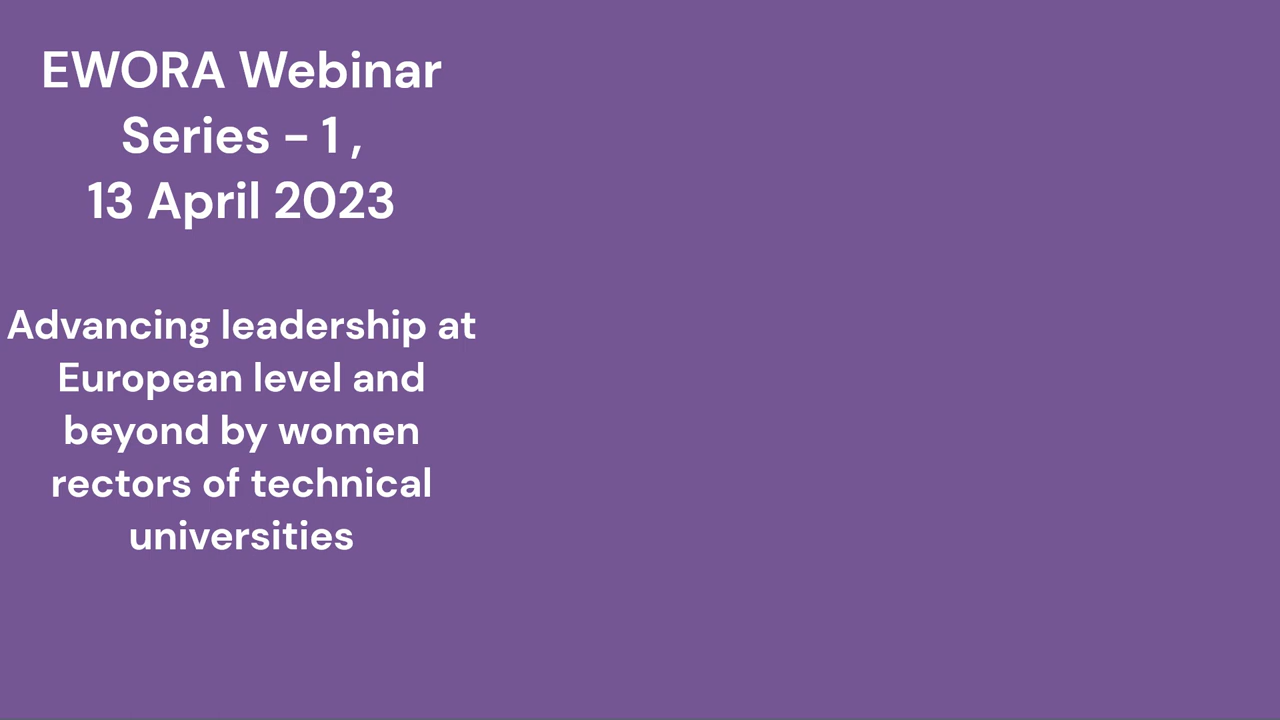 EWORA Webinar
Series - 1 ,
13 April 2023
Advancing leadership at
European level and
beyond by women
rectors of technical
universities